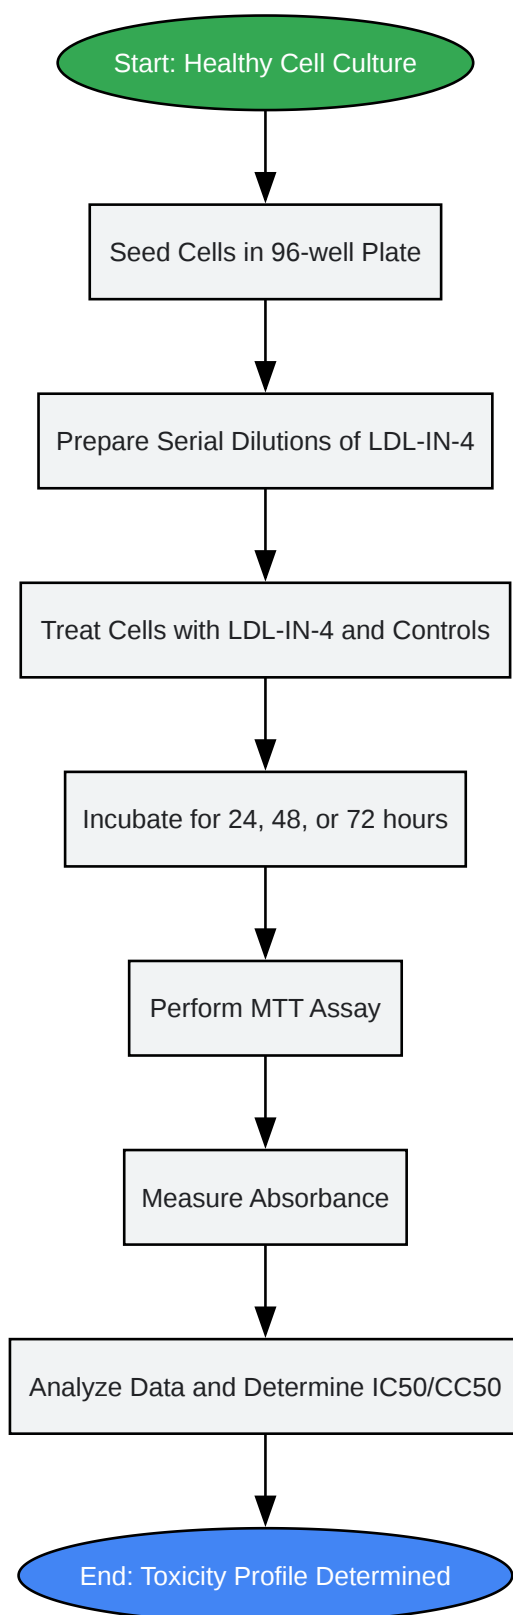 Start: Healthy Cell Culture
Seed Cells in 96-well Plate
Prepare Serial Dilutions of LDL-IN-4
Treat Cells with LDL-IN-4 and Controls
Incubate for 24, 48, or 72 hours
Perform MTT Assay
Measure Absorbance
Analyze Data and Determine IC50/CC50
End: Toxicity Profile Determined